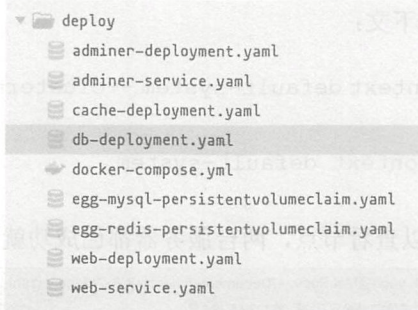 deploy
adminer-deployment.yaml
adminer-service.yaml
cache-deployment.yaml
db-deployment.yaml
docker-compose.yml
egg-mysql-persistentvolumeclaim.yaml
egg-redis-persistentvolumeclaim.yaml
web-deployment.yaml
web-service.yaml